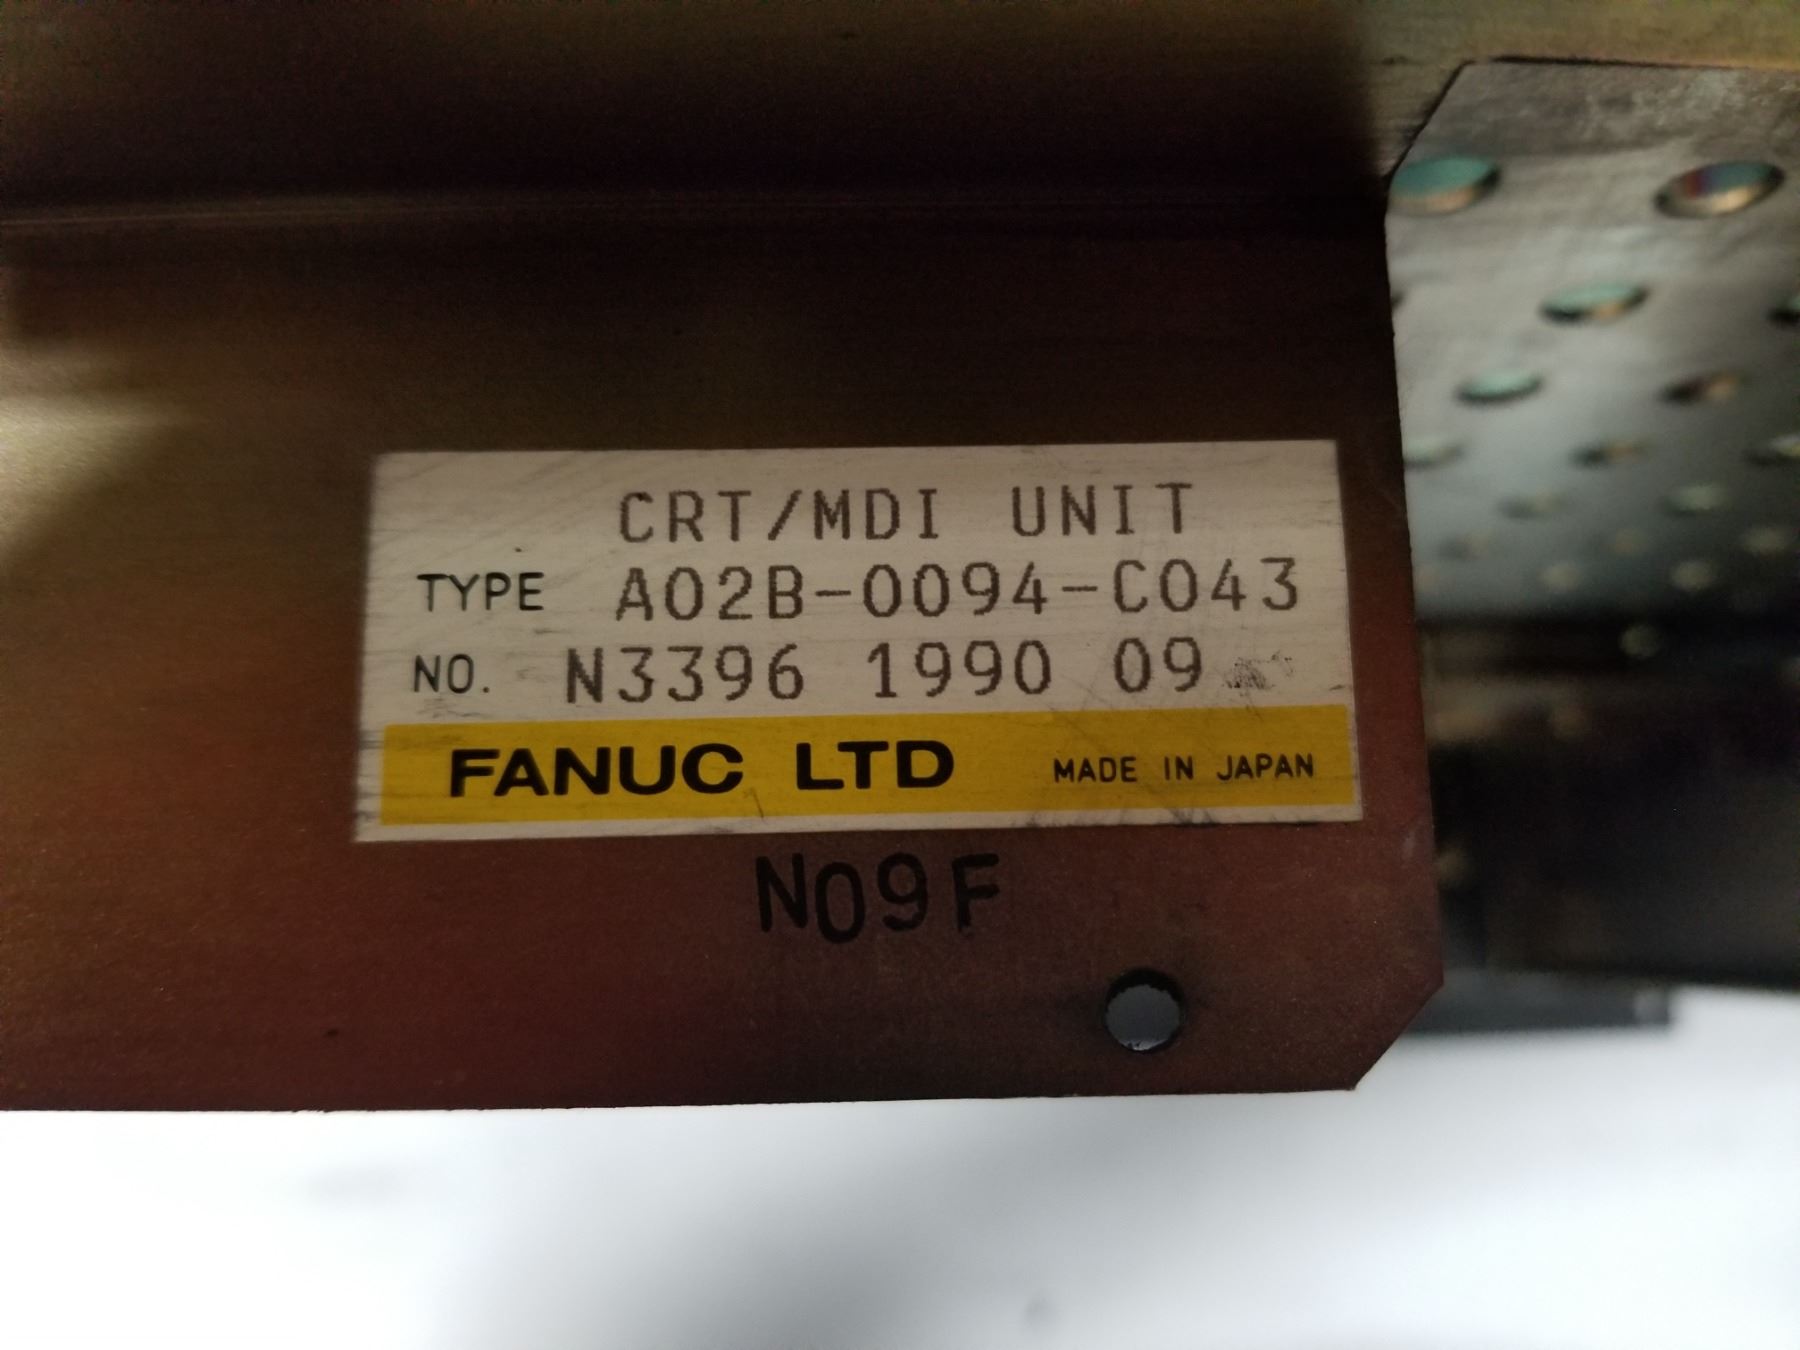 CRT/MDI UNIT
TYPE A02B-0094-C043
NO. N3396 1990 09
FANUC LTD MADE IN JAPAN
N09F